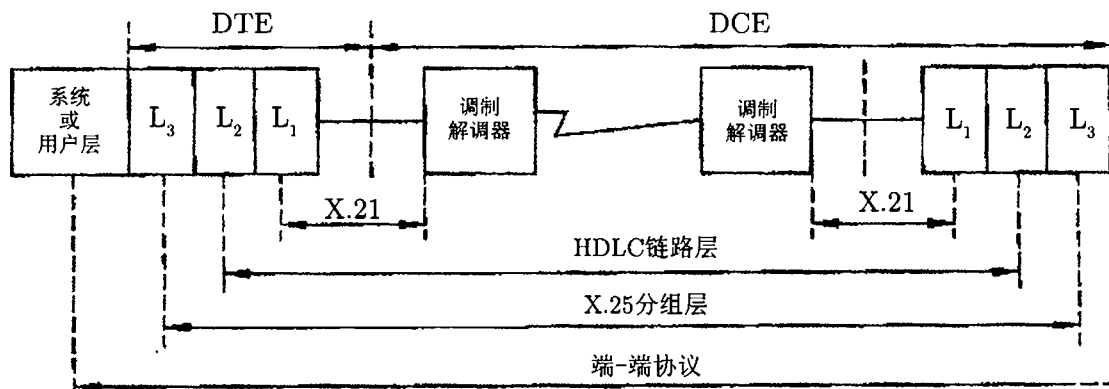 DTE
DCE
系统
或
用户层
L₃
L₂
L₁
调制
解调器
调制
解调器
L₁
L₂
L₃
X.21
X.21
HDLC链路层
X.25分组层
端-端协议